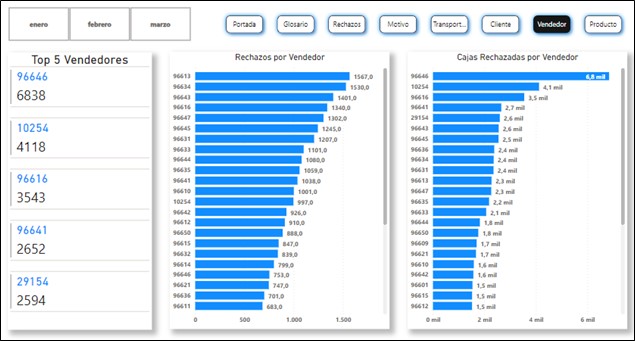 enero febrero marzo
Portada Glosario Rechazos Motivo Transport... Cliente Vendedor Producto
Top 5 Vendedores
96646
6838
10254
4118
96616
3543
96641
2652
29154
2594
Rechazos por Vendedor
96613 1567,0
96634 1530,0
96643 1401,0
96616 1340,0
96647 1302,0
96645 1245,0
96631 1207,0
96633 1101,0
96644 1080,0
96635 1059,0
96641 1038,0
96610 1001,0
10254 997,0
96642 926,0
96612 910,0
96650 888,0
96615 847,0
96632 839,0
96614 799,0
96646 753,0
96621 747,0
96636 701,0
96611 683,0
0 500 1.000 1.500
Cajas Rechazadas por Vendedor
96646 6,8 mil
10254 4,1 mil
96616 3,5 mil
96641 2,7 mil
29154 2,6 mil
96643 2,6 mil
96645 2,5 mil
96636 2,4 mil
96634 2,4 mil
96631 2,4 mil
96613 2,3 mil
96647 2,3 mil
96635 2,2 mil
96633 2,1 mil
96644 1,8 mil
96650 1,8 mil
96609 1,7 mil
96621 1,7 mil
96610 1,6 mil
96642 1,6 mil
96601 1,5 mil
96615 1,5 mil
96612 1,5 mil
0 mil 2 mil 4 mil 6 mil